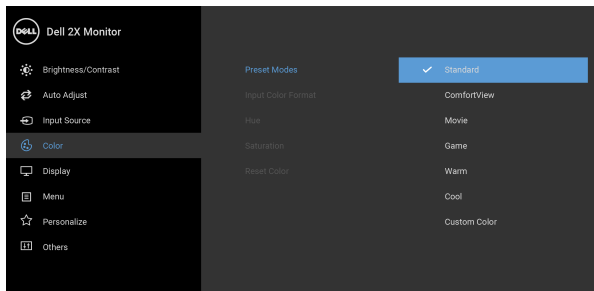 DELL
Dell 2X Monitor
Brightness/Contrast
Auto Adjust
Input Source
Color
Display
Menu
Personalize
Others
Preset Modes
Input Color Format
Hue
Saturation
Reset Color
Standard
ComfortView
Movie
Game
Warm
Cool
Custom Color